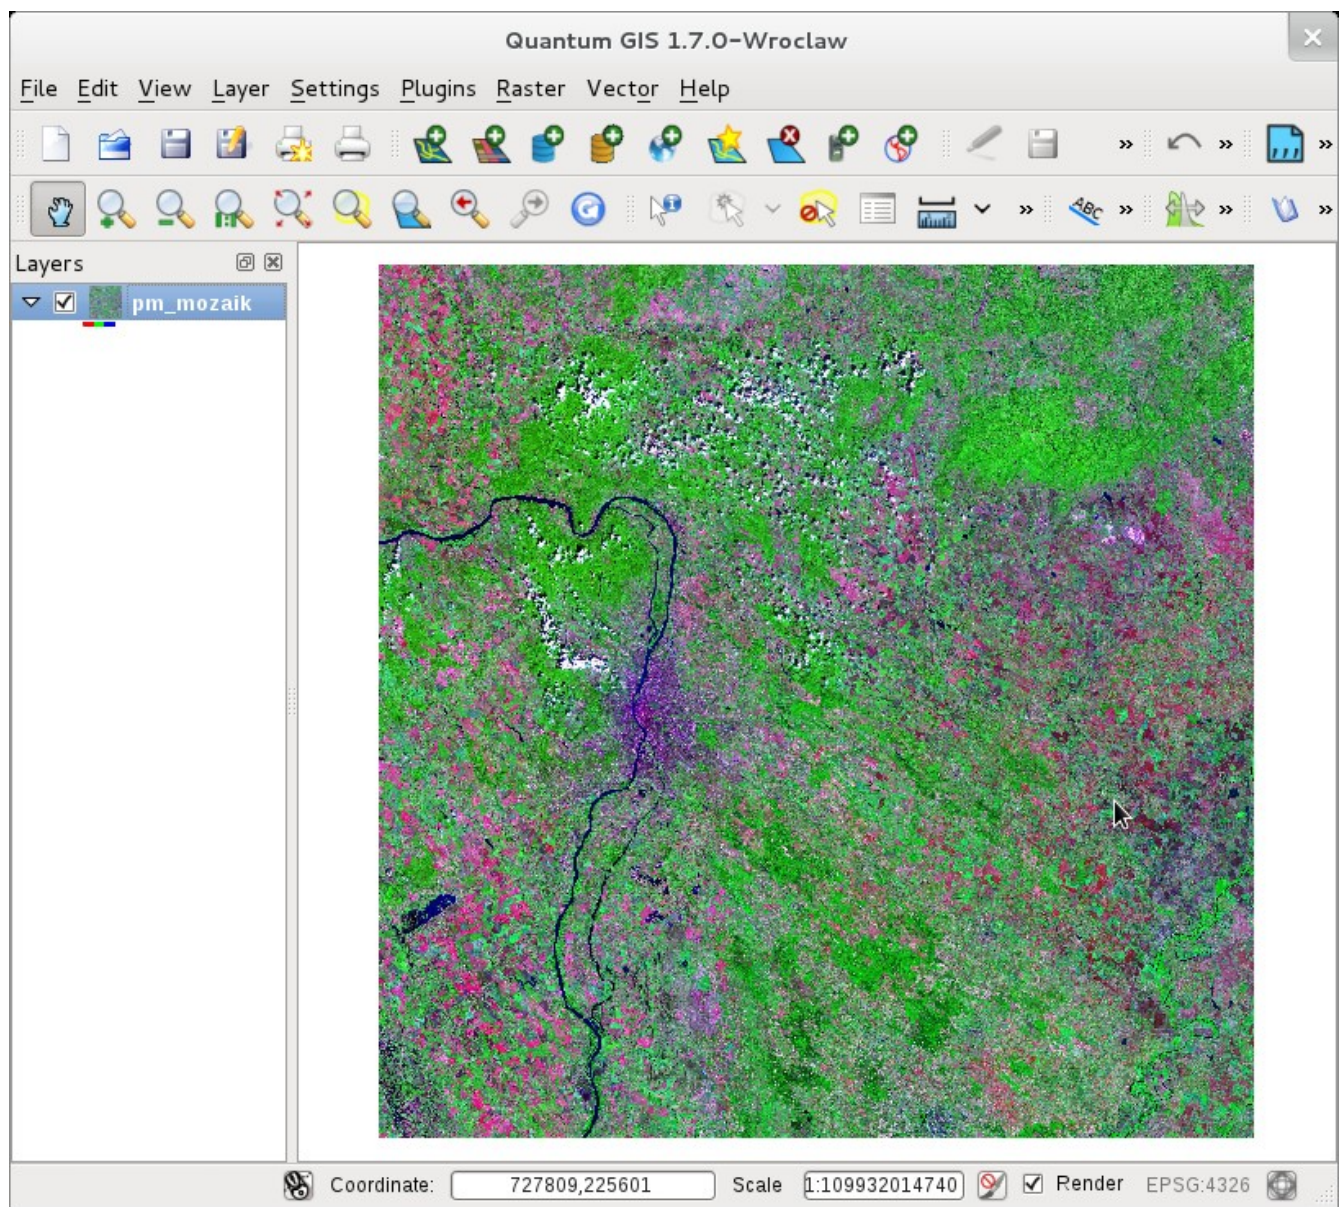 Quantum GIS 1.7.0-Wroclaw
File Edit View Layer Settings Plugins Raster Vector Help
ABC
Layers
pm_mozaik
Coordinate: 727809,225601 Scale 1:109932014740 Render EPSG:4326